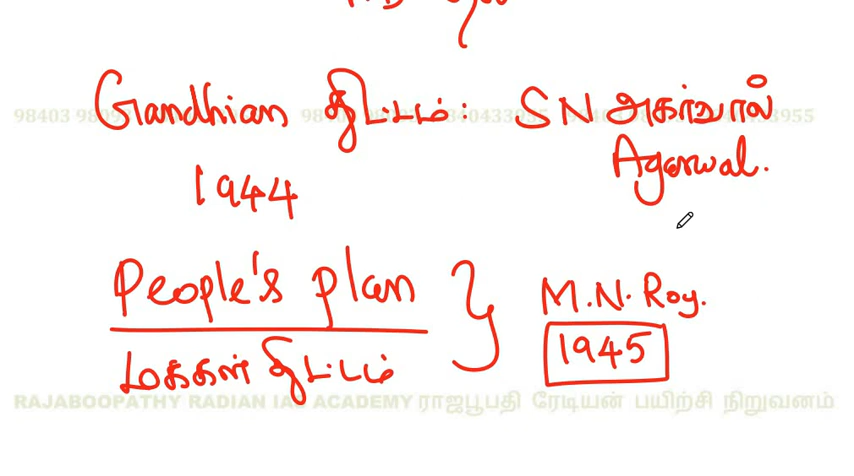 Gandhian திட்டம்: SN அகர்வால்
Agarwal.
1944
People's plan
M.N. Roy.
மக்கள் திட்டம்
1945
RAJABOOPATHY RADIAN IAS ACADEMY ராஜபூபதி ரேடியன் பயிற்சி நிறுவனம்